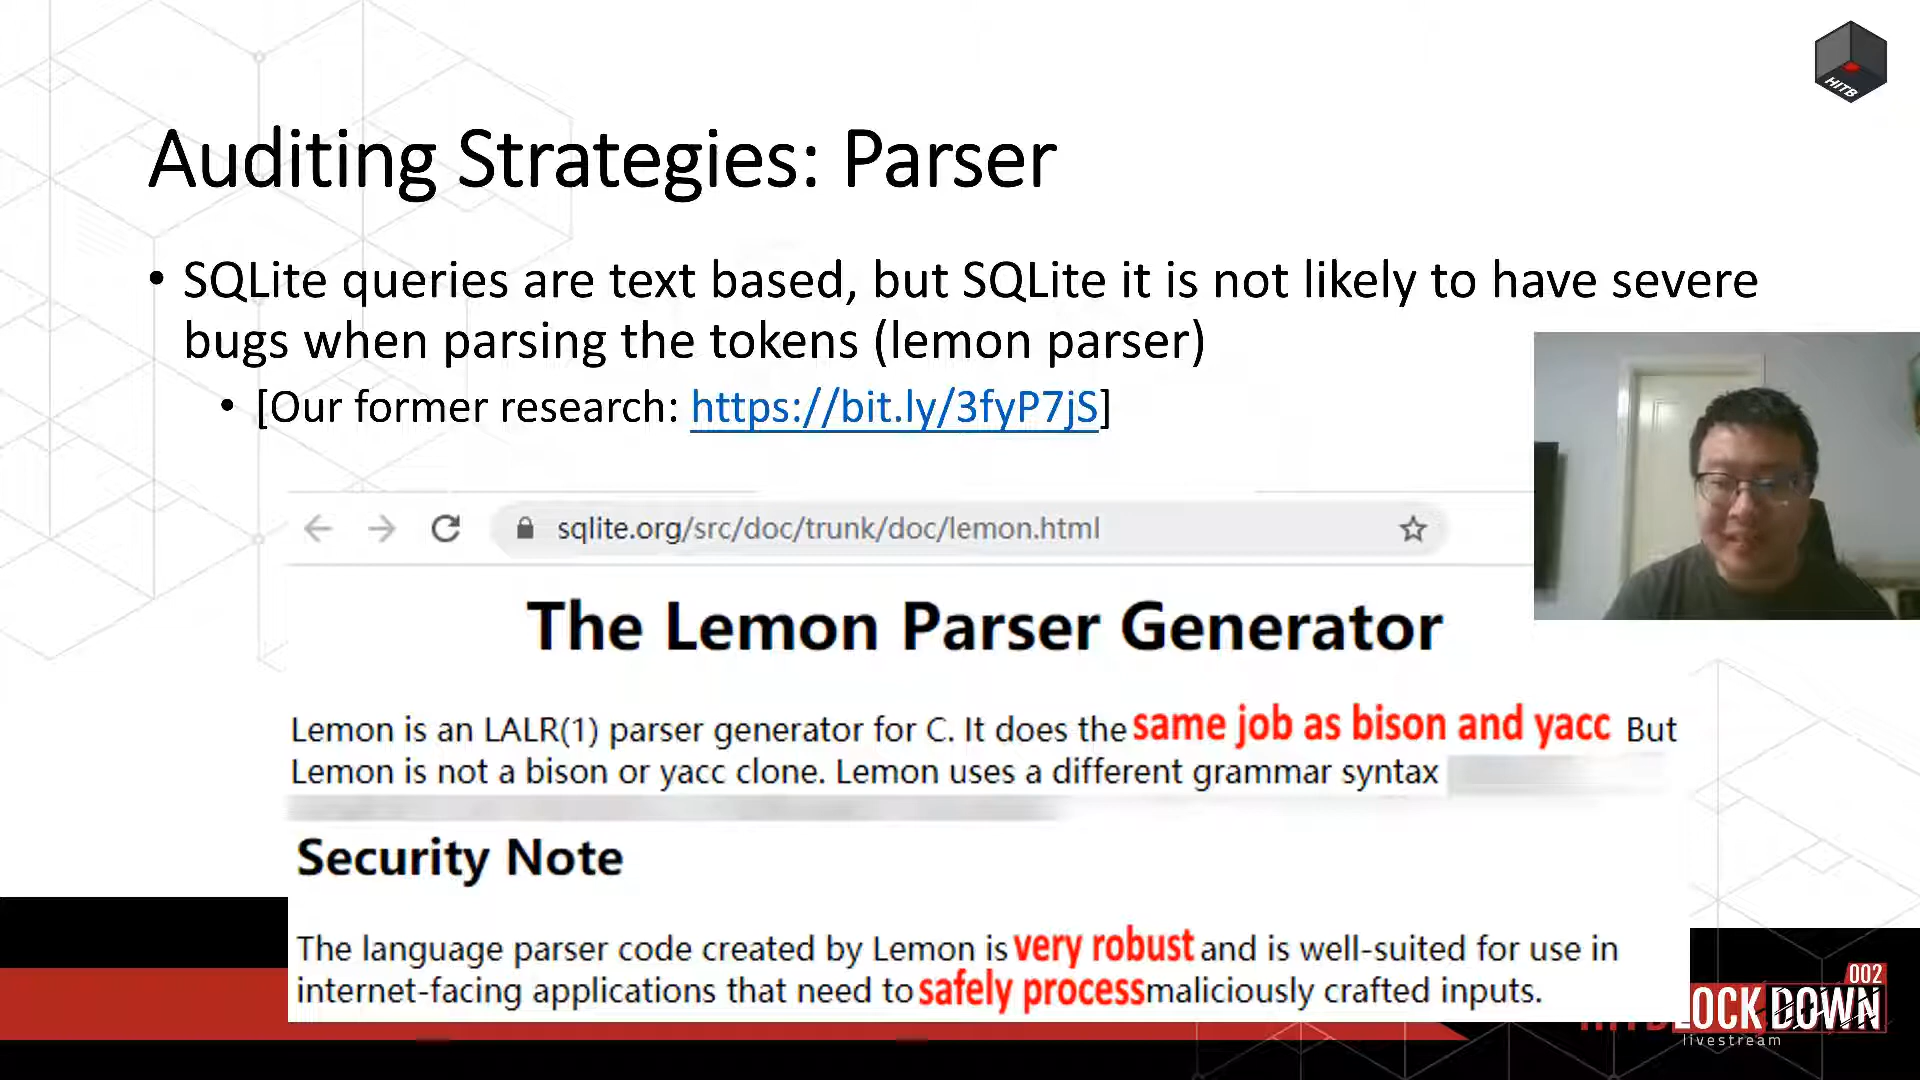 HITB
Auditing Strategies: Parser
• SQLite queries are text based, but SQLite it is not likely to have severe
bugs when parsing the tokens (lemon parser)
• [Our former research: https://bit.ly/3fyP7jS]
sqlite.org/src/doc/trunk/doc/lemon.html
The Lemon Parser Generator
Lemon is an LALR(1) parser generator for C. It does the same job as bison and yacc But
Lemon is not a bison or yacc clone. Lemon uses a different grammar syntax
Security Note
The language parser code created by Lemon is very robust and is well-suited for use in
internet-facing applications that need to safely process maliciously crafted inputs.
002
LOCKDOWN
livestream